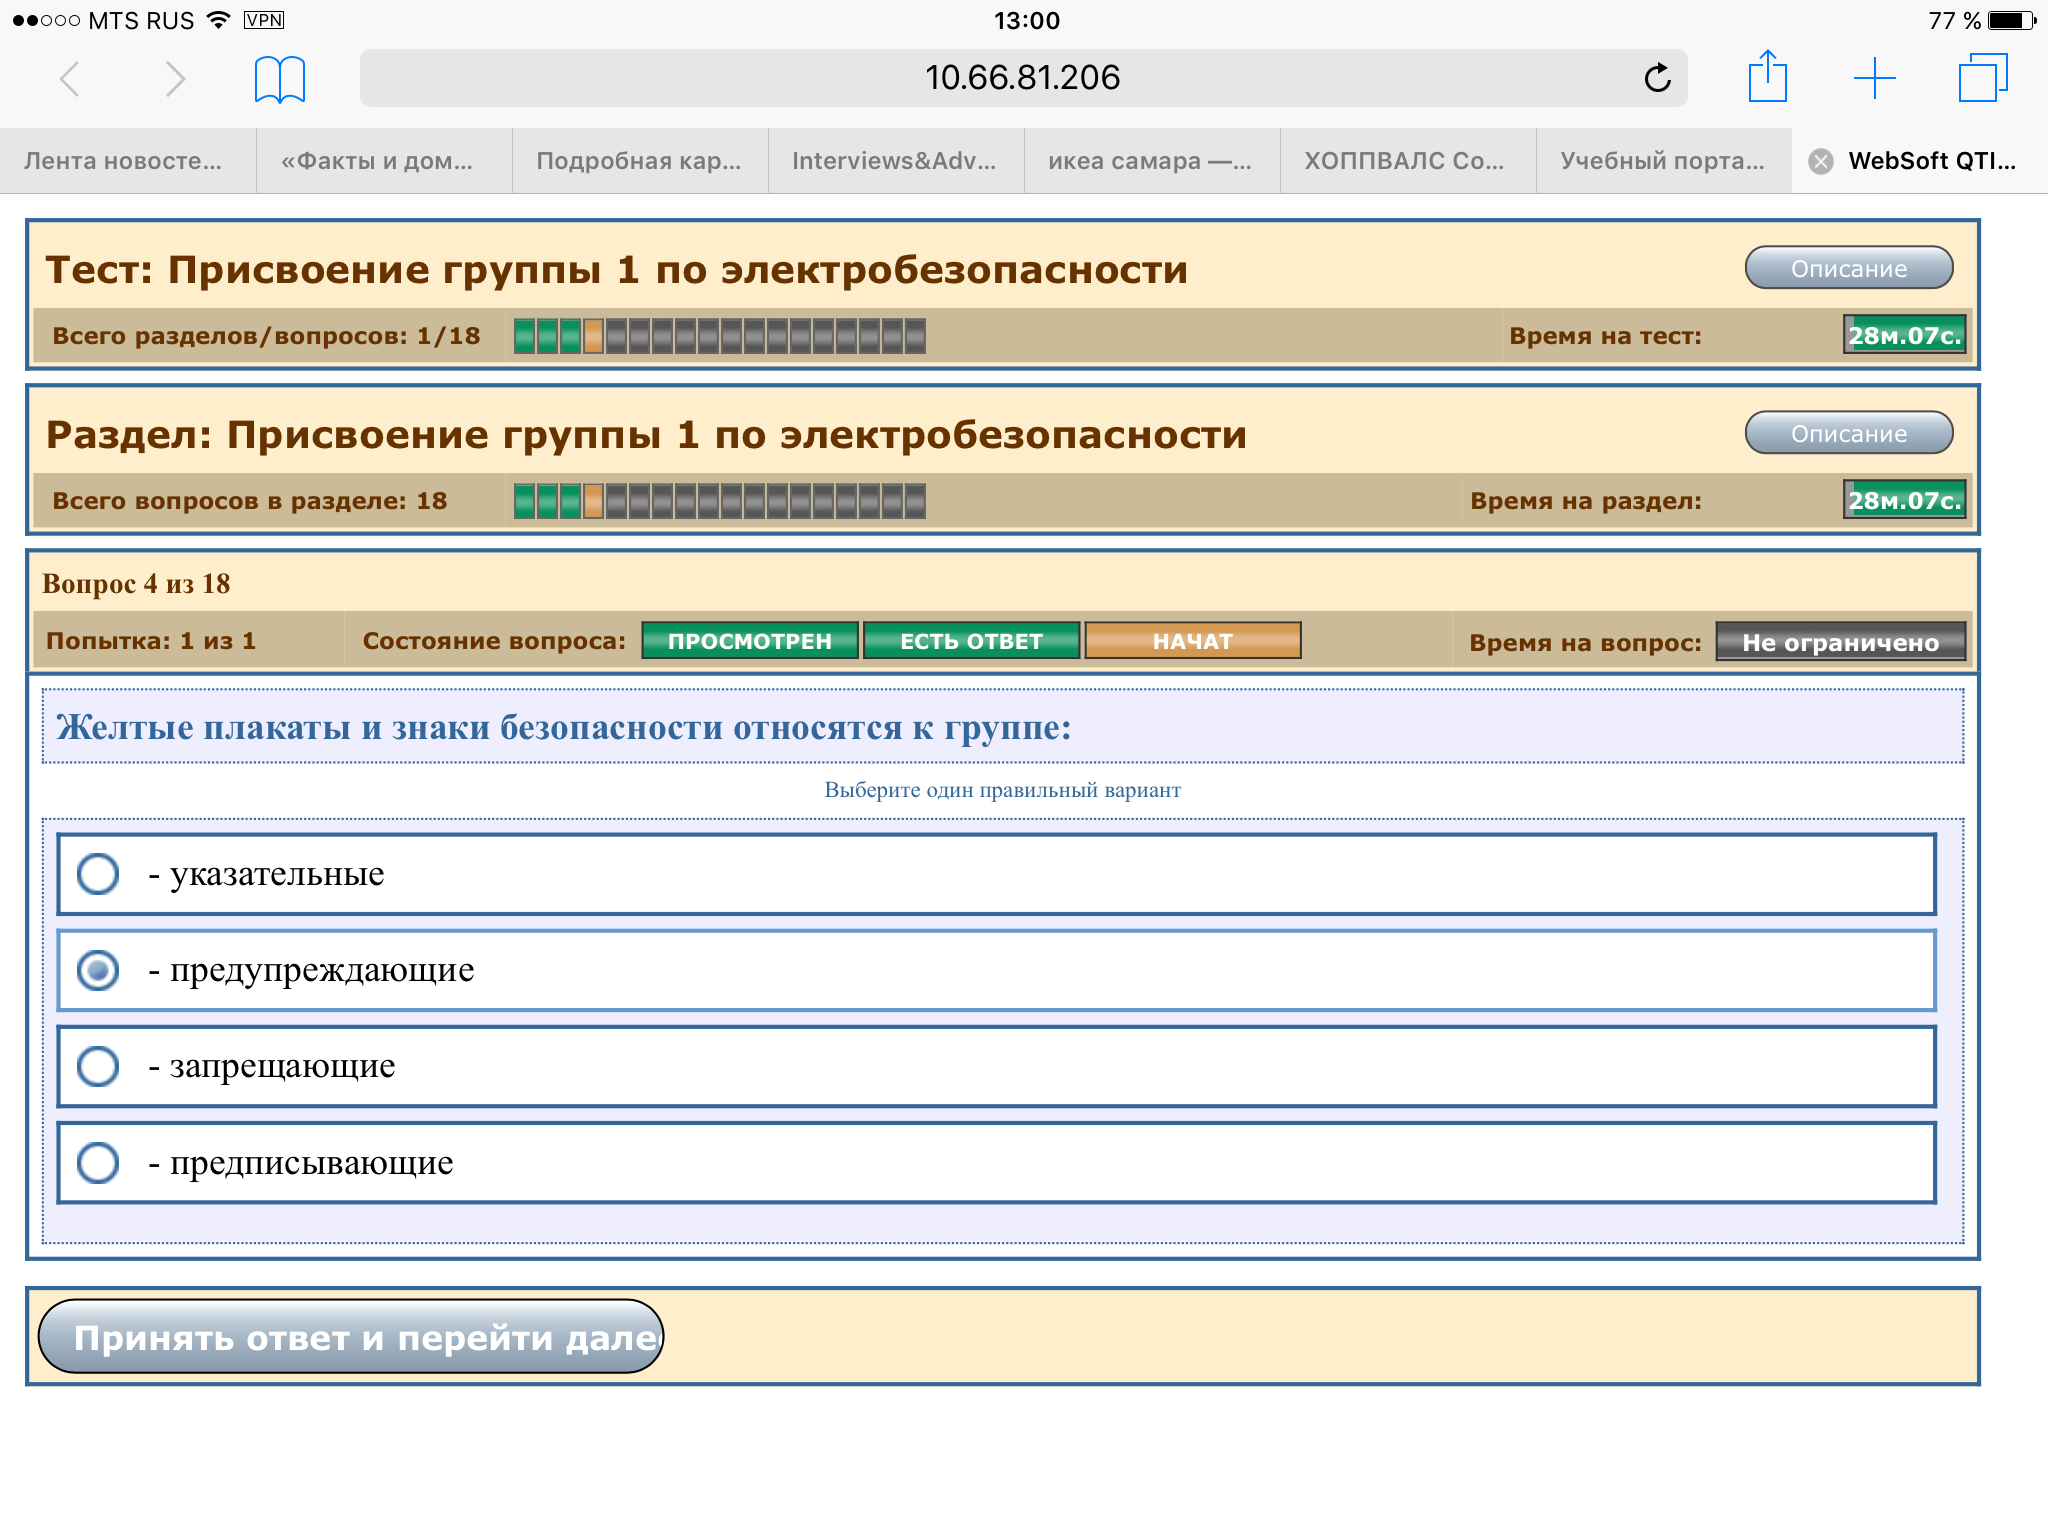 MTS RUS VPN 13:00 77 %
10.66.81.206
Лента новосте... «Факты и дом... Подробная кар... Interviews&Adv... икеа самара —... ХОППВАЛС Со... Учебный порта... WebSoft QTI...
Тест: Присвоение группы 1 по электробезопасности Описание
Всего разделов/вопросов: 1/18 Время на тест: 28м.07с.
Раздел: Присвоение группы 1 по электробезопасности Описание
Всего вопросов в разделе: 18 Время на раздел: 28м.07с.
Вопрос 4 из 18
Попытка: 1 из 1 Состояние вопроса: ПРОСМОТРЕН ЕСТЬ ОТВЕТ НАЧАТ Время на вопрос: Не ограничено
Желтые плакаты и знаки безопасности относятся к группе:
Выберите один правильный вариант
- указательные
- предупреждающие
- запрещающие
- предписывающие
Принять ответ и перейти дале